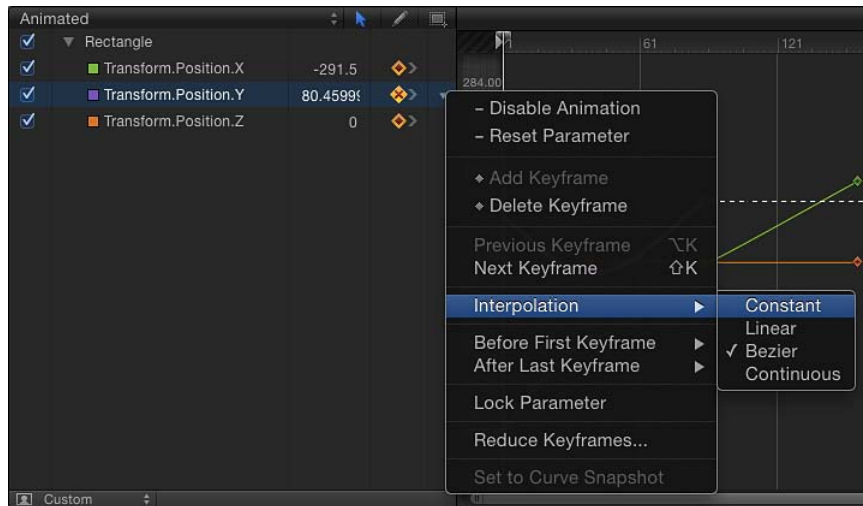 Animated
Rectangle
Transform.Position.X -291.5
Transform.Position.Y 80.45999
Transform.Position.Z 0
Custom
1 61 121
284.00
– Disable Animation
– Reset Parameter
Add Keyframe
Delete Keyframe
Previous Keyframe ⌥K
Next Keyframe ⇧K
Interpolation
Before First Keyframe
After Last Keyframe
Lock Parameter
Reduce Keyframes...
Set to Curve Snapshot
Constant
Linear
✓ Bezier
Continuous